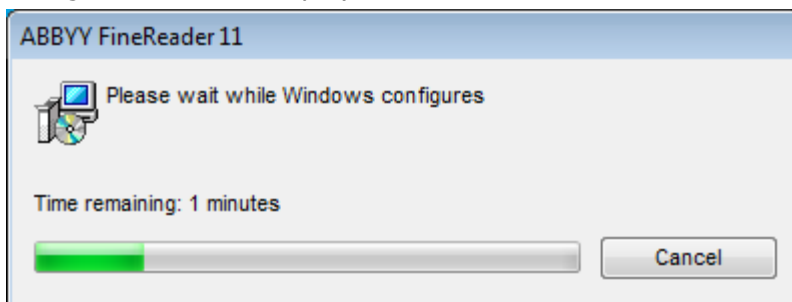 ABBYY FineReader 11
Please wait while Windows configures
Time remaining: 1 minutes
Cancel